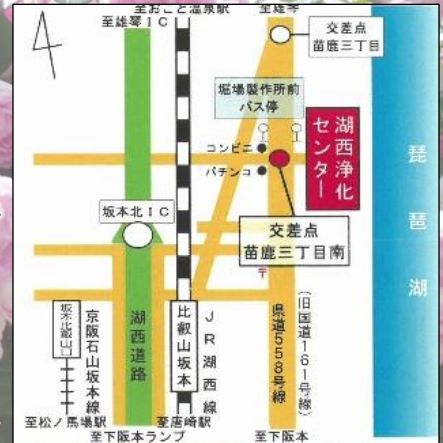 至おごと温泉駅
至雄琴
至雄琴IC
交差点
苗鹿三丁目
堀場製作所前
バス停
湖西浄化
センター
コンビニ
パチンコ
琵琶湖
坂本北IC
交差点
苗鹿三丁目南
〒
坂本比叡山口
京阪石山坂本線
湖西道路
比叡山坂本
JR湖西線
県道558号線
(旧国道161号線)
至松ノ馬場駅
至唐崎駅
至下阪本ランプ
至下阪本